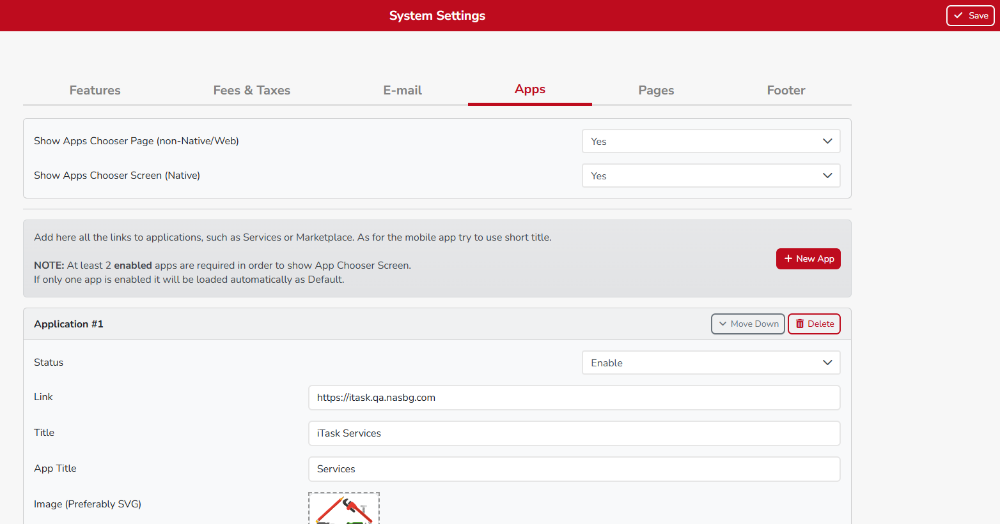 System Settings
Save
Features
Fees & Taxes
E-mail
Apps
Pages
Footer
Show Apps Chooser Page (non-Native/Web)
Yes
Show Apps Chooser Screen (Native)
Yes
Add here all the links to applications, such as Services or Marketplace. As for the mobile app try to use short title.
NOTE: At least 2 enabled apps are required in order to show App Chooser Screen.
If only one app is enabled it will be loaded automatically as Default.
New App
Application #1
Move Down
Delete
Status
Enable
Link
https://itask.qa.nasbg.com
Title
iTask Services
App Title
Services
Image (Preferably SVG)